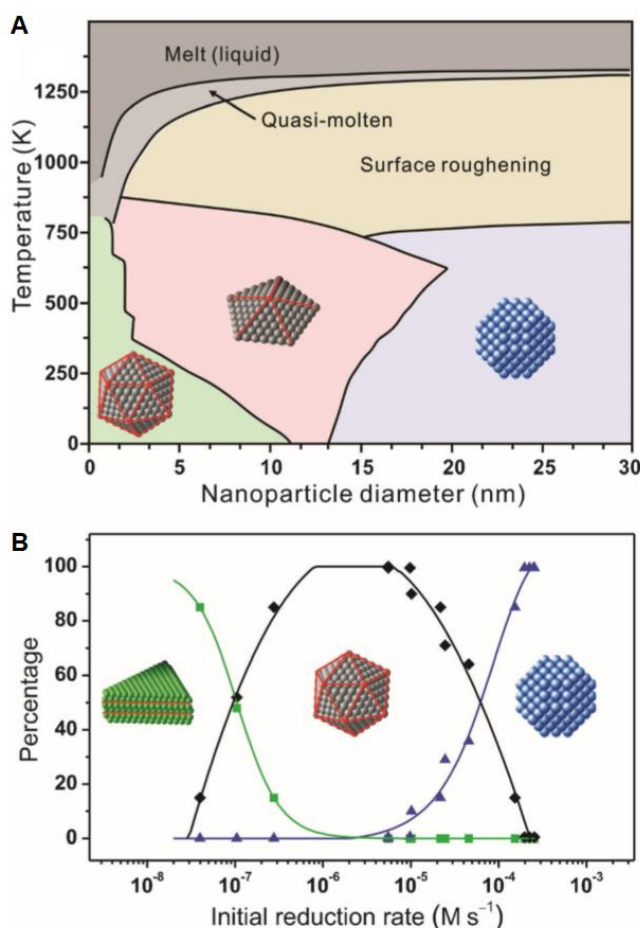 A
Melt (liquid)
Quasi-molten
Surface roughening
Temperature (K)
1250
1000
750
500
250
0
0 5 10 15 20 25 30
Nanoparticle diameter (nm)
B
Percentage
100
80
60
40
20
0
10⁻⁸ 10⁻⁷ 10⁻⁶ 10⁻⁵ 10⁻⁴ 10⁻³
Initial reduction rate (M s⁻¹)